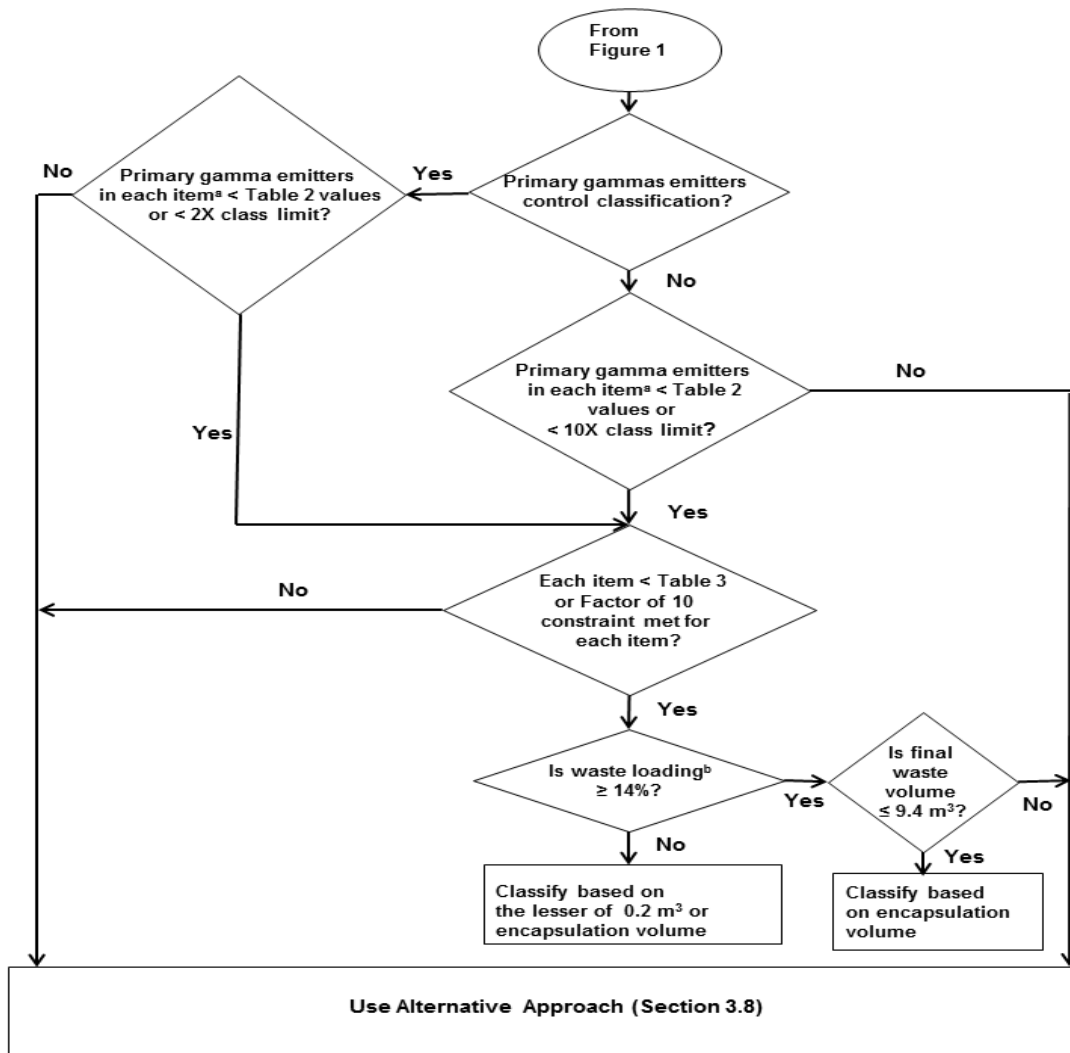 From
Figure 1
Primary gammas emitters
control classification?
Yes
No
Primary gamma emitters
in each itemᵃ < Table 2 values
or < 2X class limit?
No
Yes
Primary gamma emitters
in each itemᵃ < Table 2
values or
< 10X class limit?
No
Yes
Each item < Table 3
or Factor of 10
constraint met for
each item?
No
Yes
Is waste loadingᵇ
≥ 14%?
Yes
No
Is final
waste
volume
≤ 9.4 m³?
No
Yes
Classify based on
the lesser of 0.2 m³ or
encapsulation volume
Classify based
on encapsulation
volume
Use Alternative Approach (Section 3.8)